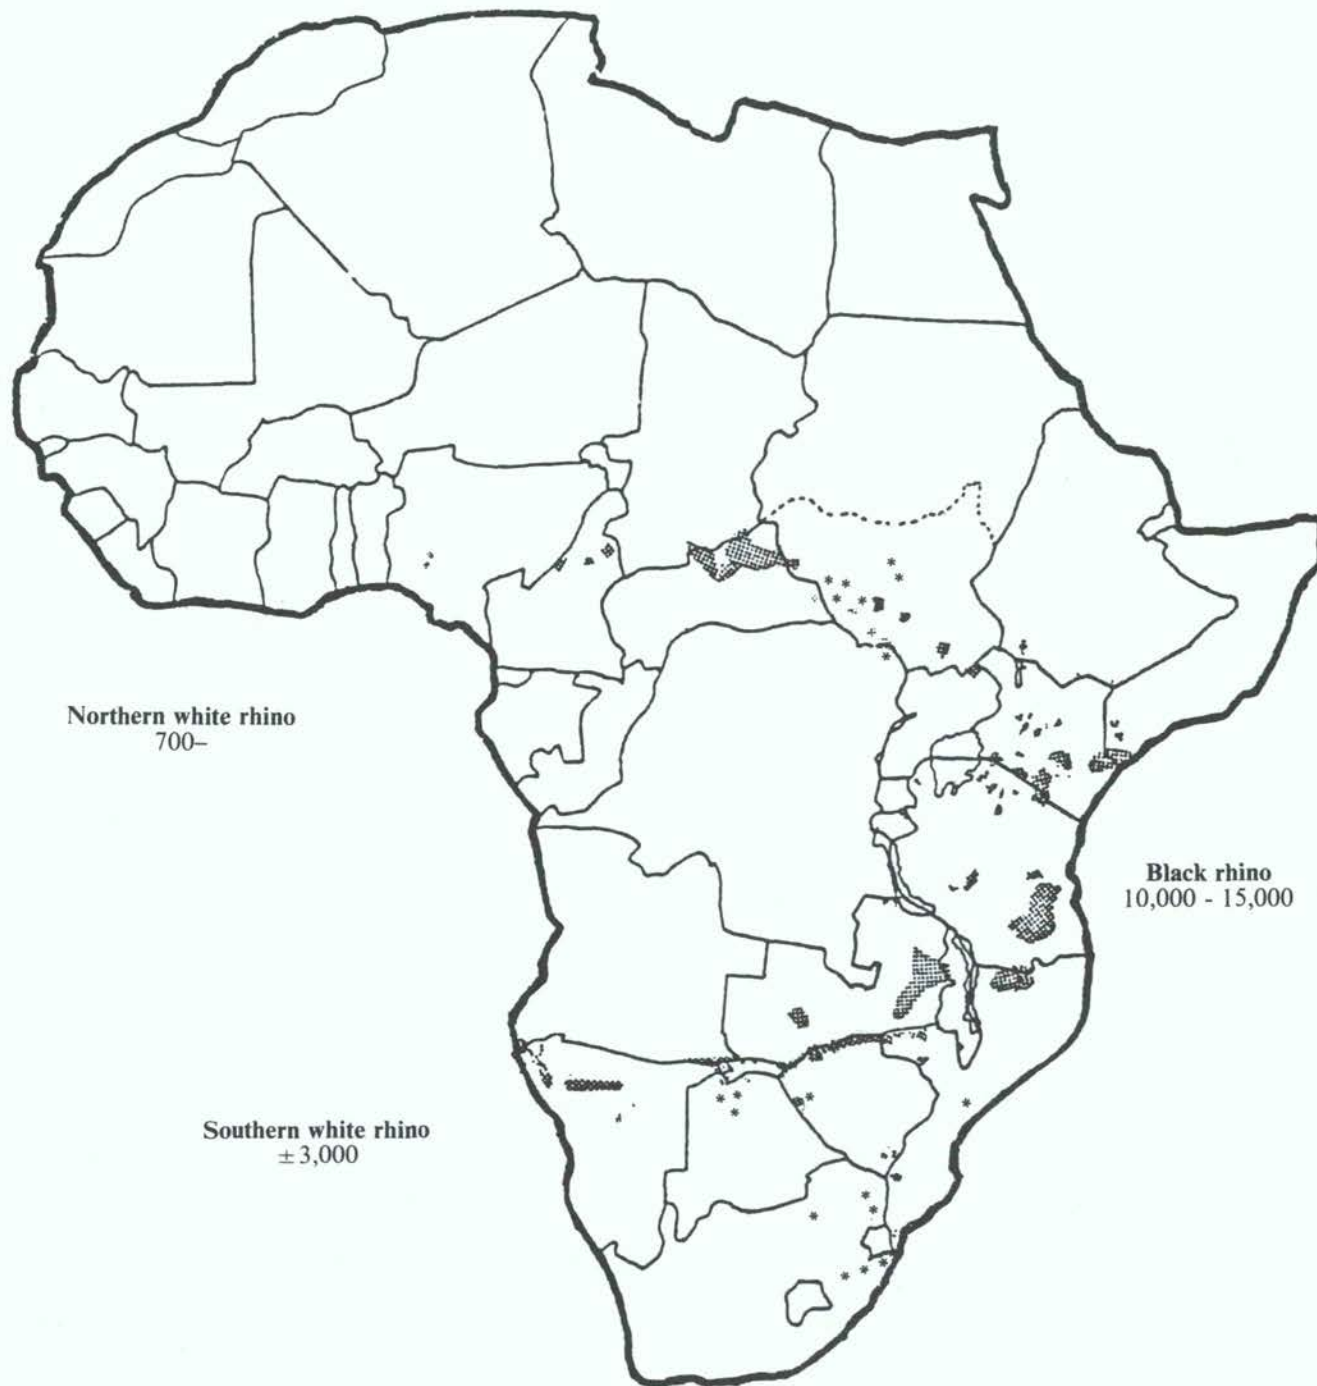 Northern white rhino
700–
Black rhino
10,000 - 15,000
Southern white rhino
±3,000